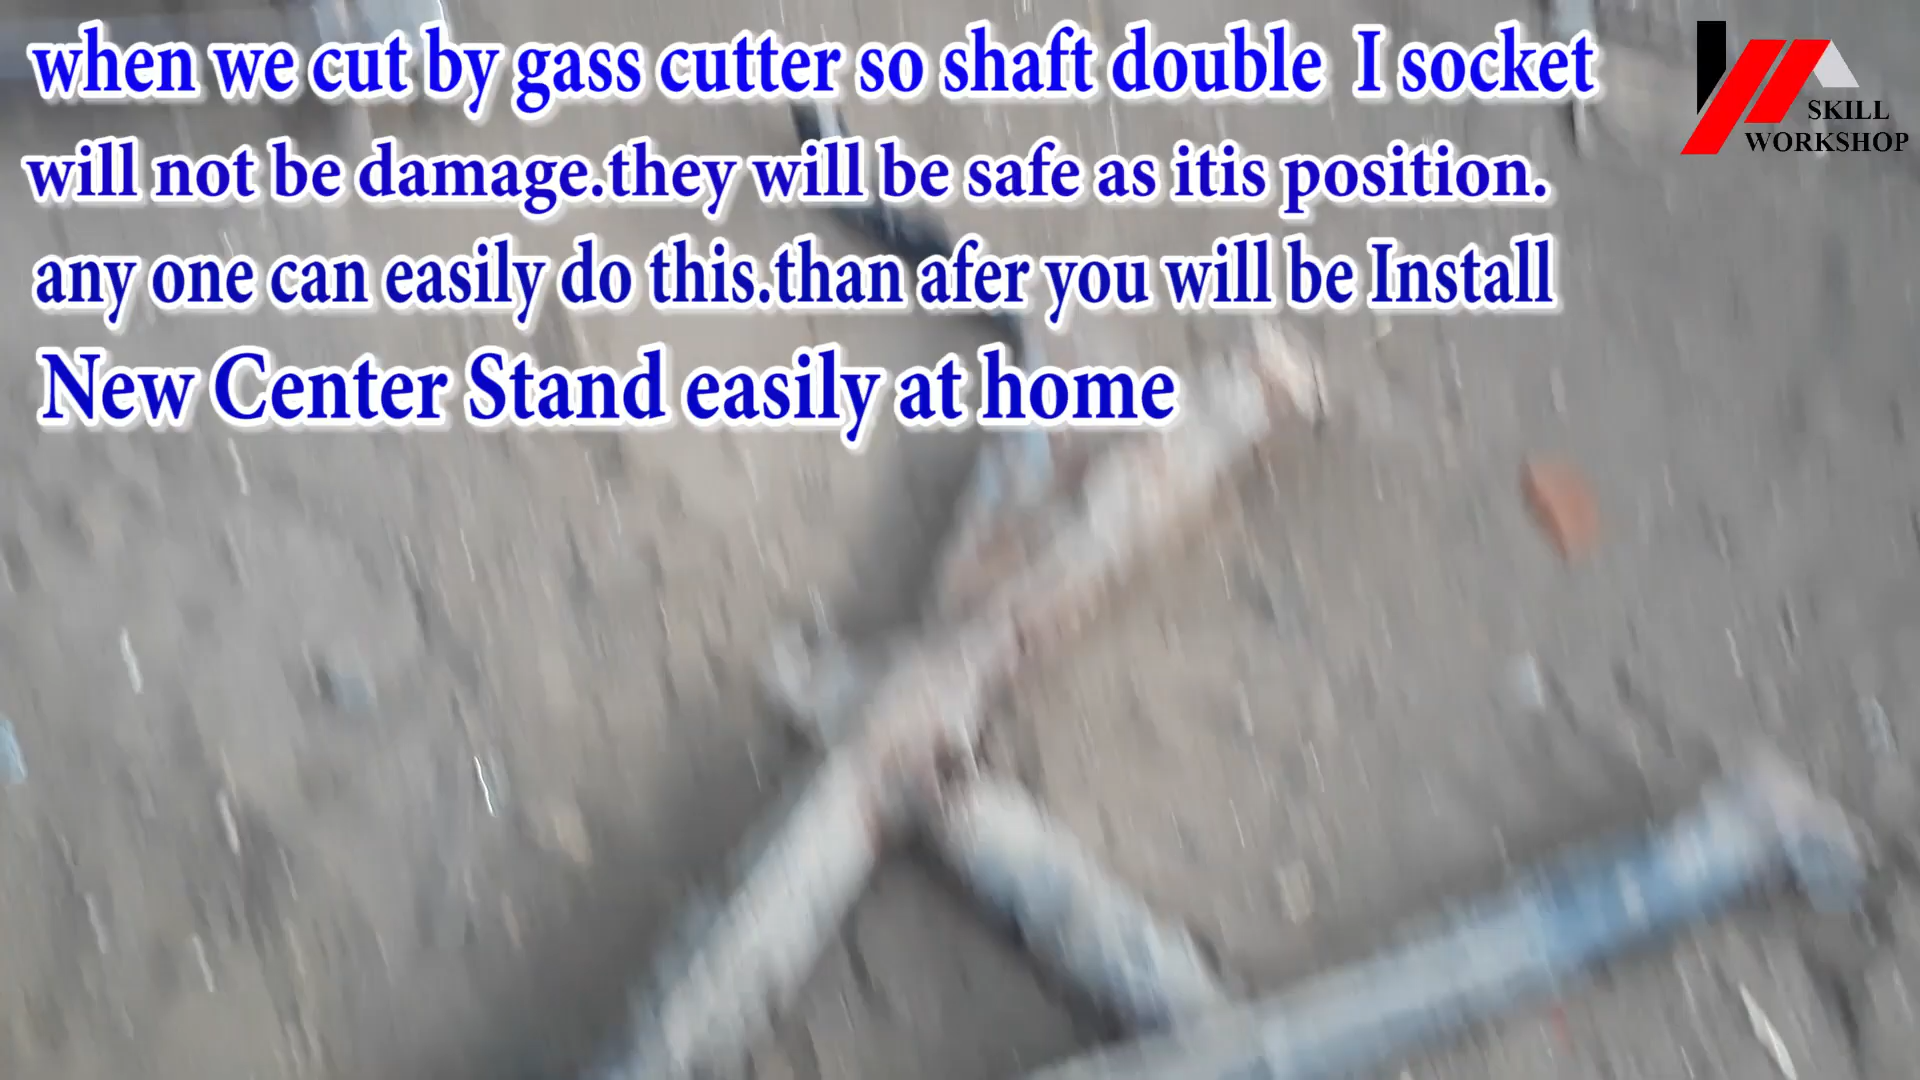 when we cut by gass cutter so shaft double I socket
will not be damage.they will be safe as itis position.
any one can easily do this.than afer you will be Install
New Center Stand easily at home
SKILL
WORKSHOP